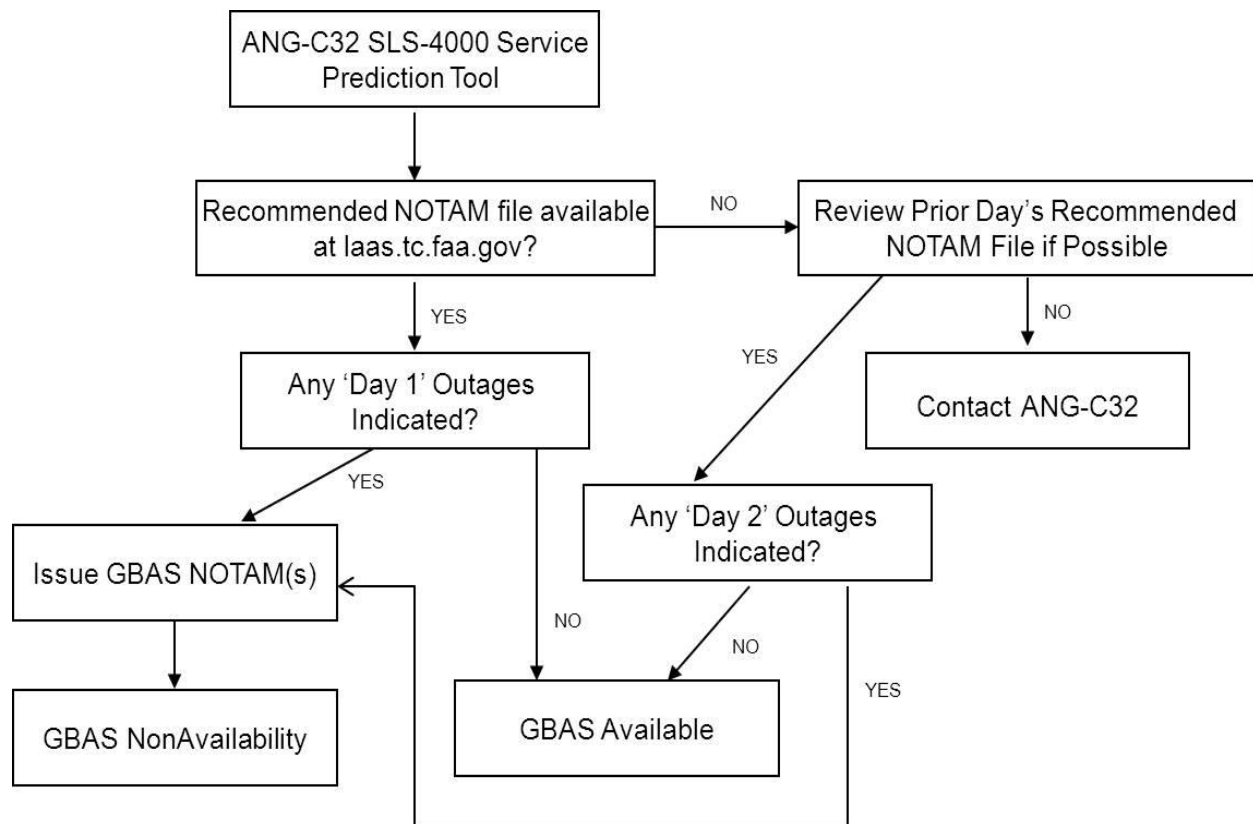 ANG-C32 SLS-4000 Service
Prediction Tool
Recommended NOTAM file available
at laas.tc.faa.gov?
NO
Review Prior Day's Recommended
NOTAM File if Possible
YES
NO
YES
Any 'Day 1' Outages
Indicated?
Contact ANG-C32
YES
Any 'Day 2' Outages
Indicated?
Issue GBAS NOTAM(s)
NO
NO
YES
GBAS NonAvailability
GBAS Available